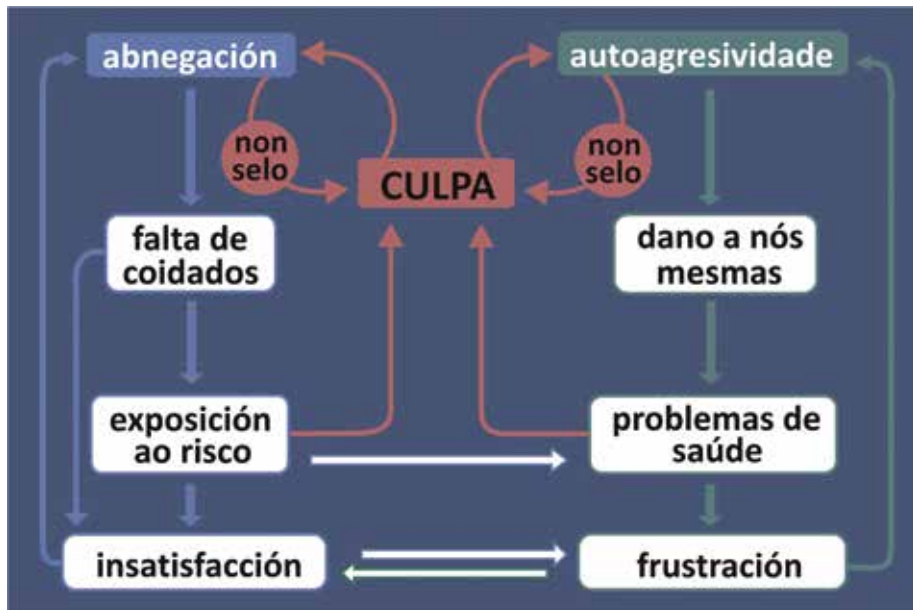 abnegación
autoagresividade
non
selo
non
selo
CULPA
falta de
coidados
dano a nós
mesmas
exposición
ao risco
problemas de
saúde
insatisfacción
frustración